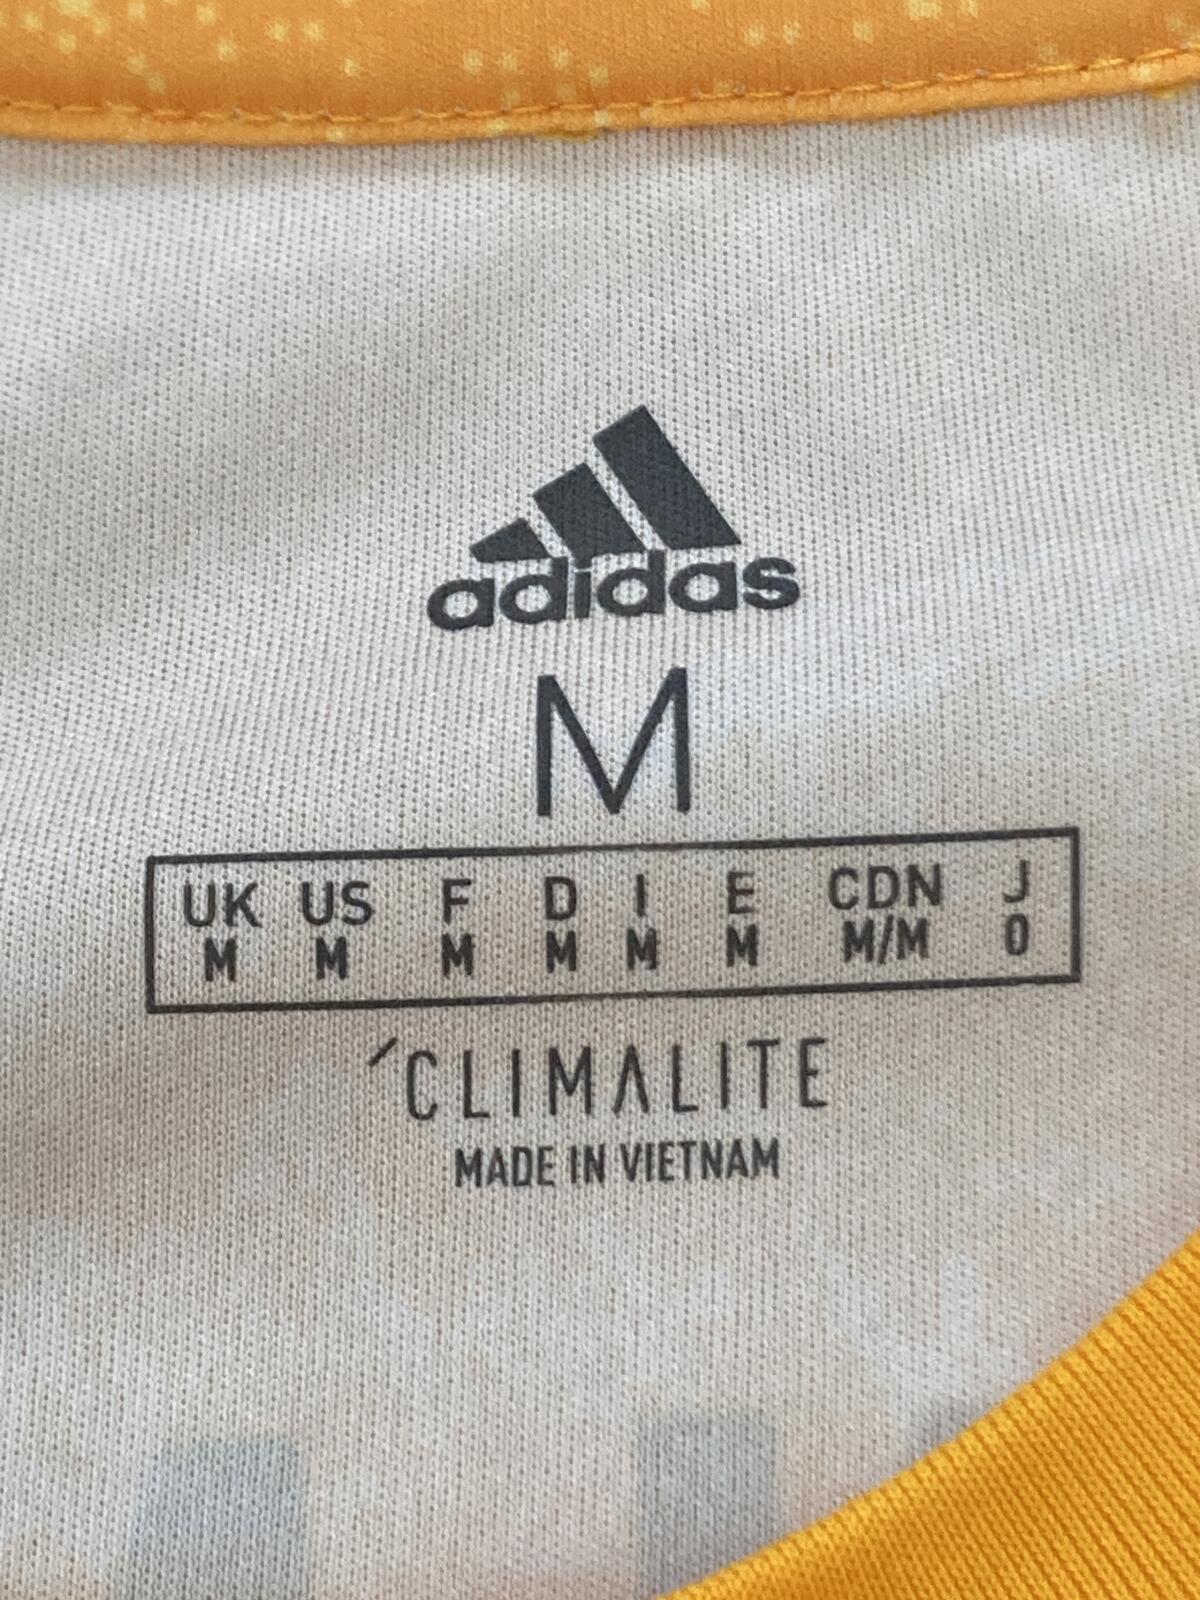 adidas
M
UK US F D I E CDN J
M M M M M M M/M O
´CLIMALITE
MADE IN VIETNAM